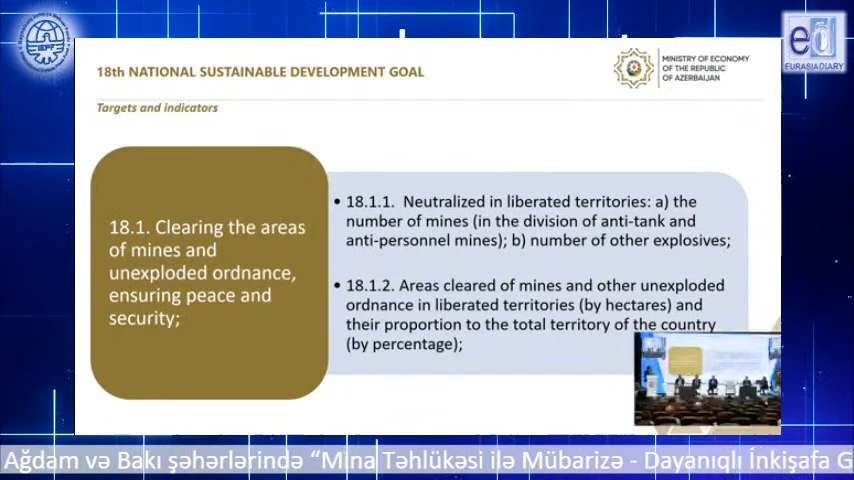 18th NATIONAL SUSTAINABLE DEVELOPMENT GOAL
MINISTRY OF ECONOMY
OF THE REPUBLIC
OF AZERBAIJAN
ed
EURASIADIARY
Targets and indicators
18.1. Clearing the areas
of mines and
unexploded ordnance,
ensuring peace and
security;
• 18.1.1. Neutralized in liberated territories: a) the
number of mines (in the division of anti-tank and
anti-personnel mines); b) number of other explosives;
• 18.1.2. Areas cleared of mines and other unexploded
ordnance in liberated territories (by hectares) and
their proportion to the total territory of the country
(by percentage);
Ağdam və Bakı şəhərlərində “Mina Təhlükəsi ilə Mübarizə - Dayanıqlı İnkişafa G